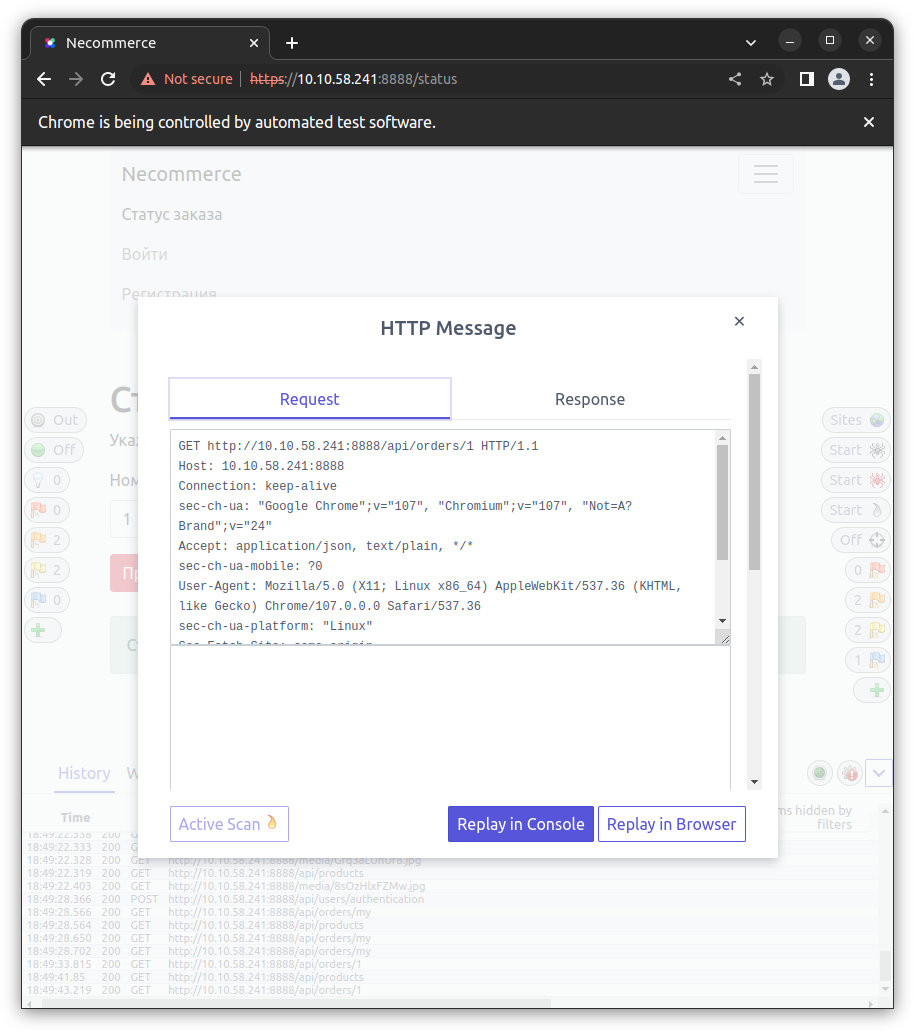 Necommerce
Not secure
https://10.10.58.241:8888/status
Chrome is being controlled by automated test software.
Necommerce
Статус заказа
Войти
Регистрация
HTTP Message
Request
Response
GET http://10.10.58.241:8888/api/orders/1 HTTP/1.1
Host: 10.10.58.241:8888
Connection: keep-alive
sec-ch-ua: "Google Chrome";v="107", "Chromium";v="107", "Not=A?
Brand";v="24"
Accept: application/json, text/plain, */*
sec-ch-ua-mobile: ?0
User-Agent: Mozilla/5.0 (X11; Linux x86_64) AppleWebKit/537.36 (KHTML,
like Gecko) Chrome/107.0.0.0 Safari/537.36
sec-ch-ua-platform: "Linux"
Sec-Fetch-Site: same-origin
Out
Off
0
0
2
2
0
1
Sites
Start
Start
Start
Off
0
2
2
1
Active Scan
Replay in Console
Replay in Browser
History
W
ms hidden by
filters
Time
18:49:22.338 200
18:49:22.333 200
18:49:22.328 200 GET
18:49:22.319 200 GET http://10.10.58.241:8888/api/products
18:49:22.403 200 GET http://10.10.58.241:8888/media/8sOzHlxFZMw.jpg
18:49:28.366 200 POST http://10.10.58.241:8888/api/users/authentication
18:49:28.566 200 GET http://10.10.58.241:8888/api/orders/my
18:49:28.564 200 GET http://10.10.58.241:8888/api/products
18:49:28.650 200 GET http://10.10.58.241:8888/api/orders/my
18:49:28.702 200 GET http://10.10.58.241:8888/api/orders/my
18:49:33.815 200 GET http://10.10.58.241:8888/api/orders/1
18:49:41.85 200 GET http://10.10.58.241:8888/api/products
18:49:43.219 200 GET http://10.10.58.241:8888/api/orders/1